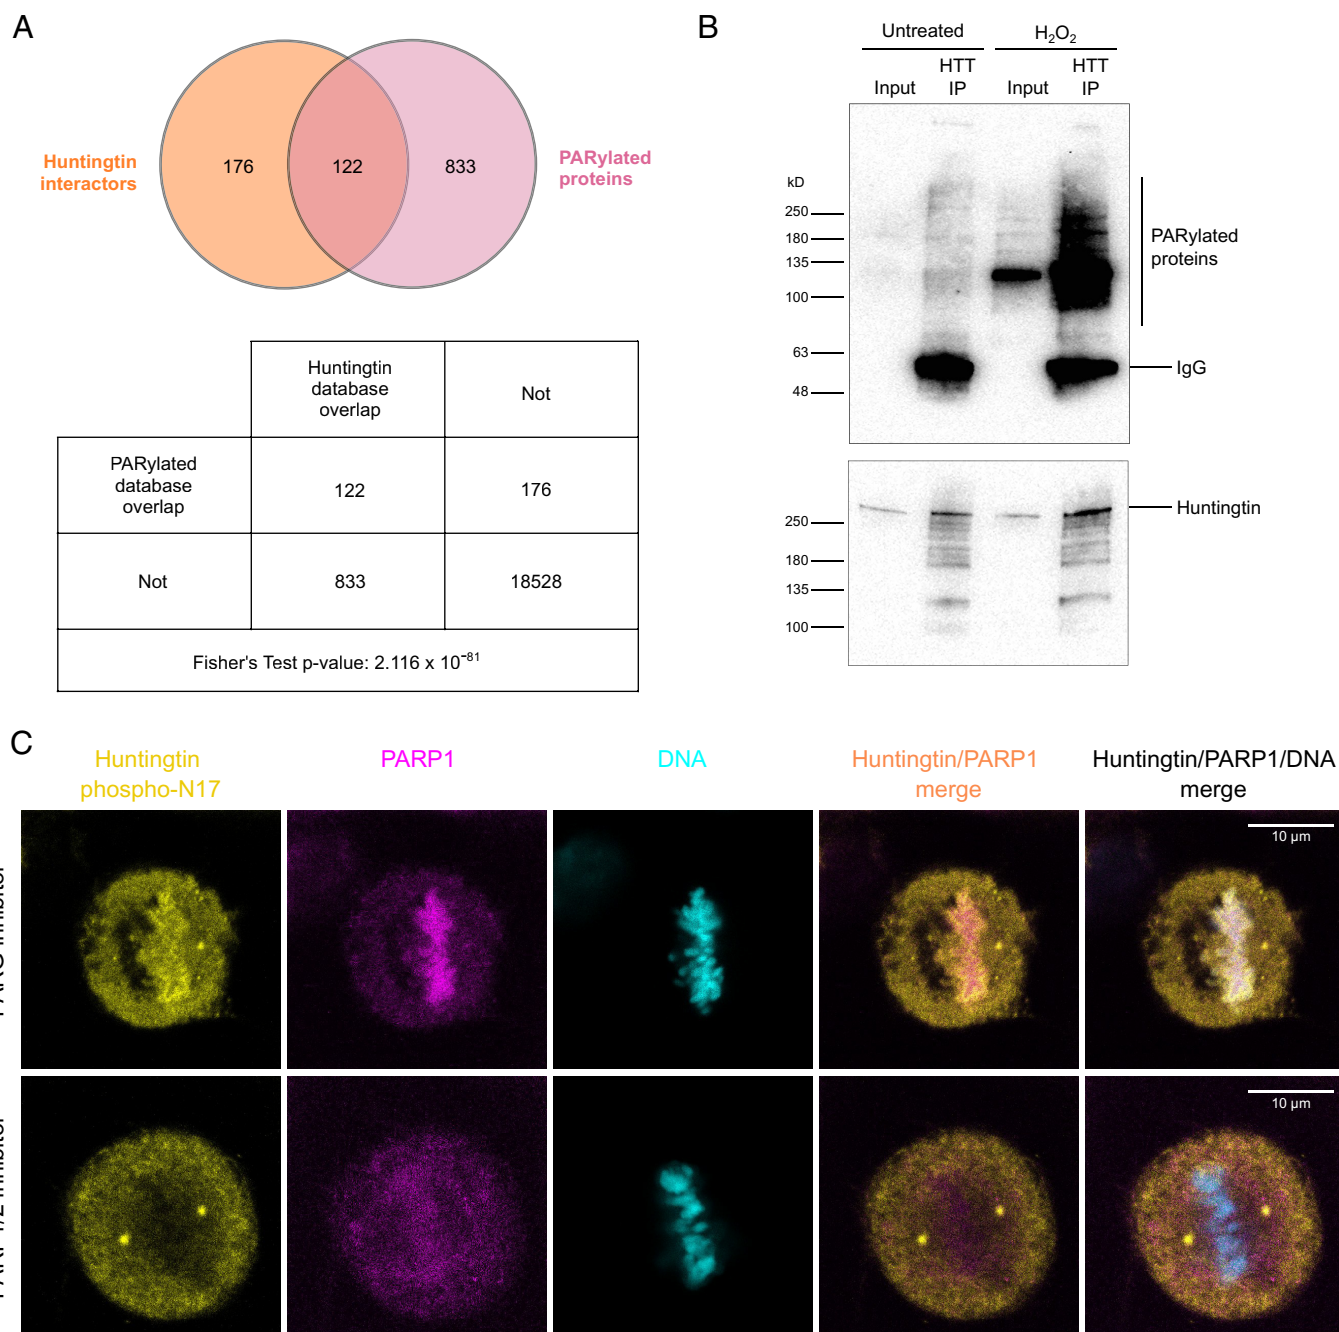 A
Huntingtin
interactors
176
122
833
PARylated
proteins
Huntingtin
database
overlap
Not
PARylated
database
overlap
122
176
Not
833
18528
Fisher's Test p-value: 2.116 x 10⁻⁸¹
B
Untreated
H₂O₂
Input
HTT
IP
Input
HTT
IP
kD
250
180
135
100
63
48
PARylated
proteins
IgG
250
180
135
100
Huntingtin
C
Huntingtin
phospho-N17
PARP1
DNA
Huntingtin/PARP1
merge
Huntingtin/PARP1/DNA
merge
10 µm
10 µm